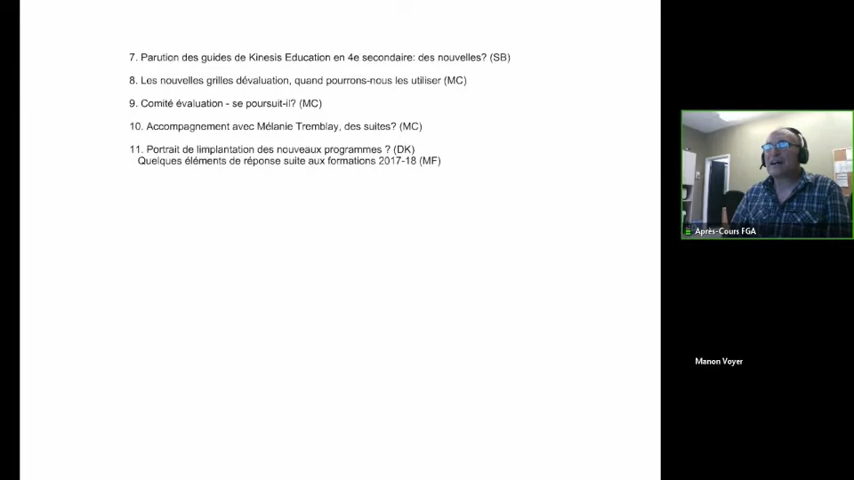 7. Parution des guides de Kinesis Education en 4e secondaire: des nouvelles? (SB)
8. Les nouvelles grilles dévaluation, quand pourrons-nous les utiliser (MC)
9. Comité évaluation - se poursuit-il? (MC)
10. Accompagnement avec Mélanie Tremblay, des suites? (MC)
11. Portrait de limplantation des nouveaux programmes ? (DK)
Quelques éléments de réponse suite aux formations 2017-18 (MF)
Après-Cours FGA
Manon Voyer